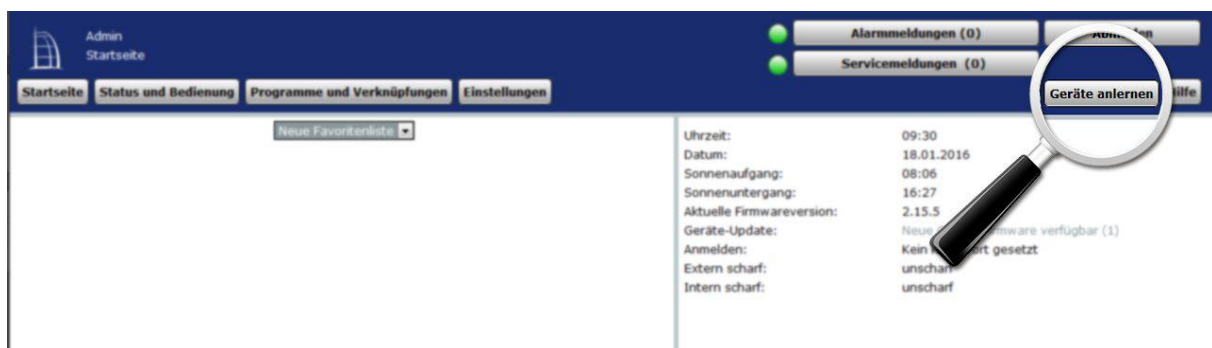 Admin
Startseite
Alarmmeldungen (0)
Abmelden
Servicemeldungen (0)
Startseite Status und Bedienung Programme und Verknüpfungen Einstellungen Geräte anlernen Hilfe
Neue Favoritenliste
Uhrzeit: 09:30
Datum: 18.01.2016
Sonnenaufgang: 08:06
Sonnenuntergang: 16:27
Aktuelle Firmwareversion: 2.15.5
Geräte-Update: Neue verfügbar (1)
Anmelden: Kein gesetzt
Extern scharf: unscharf
Intern scharf: unscharf